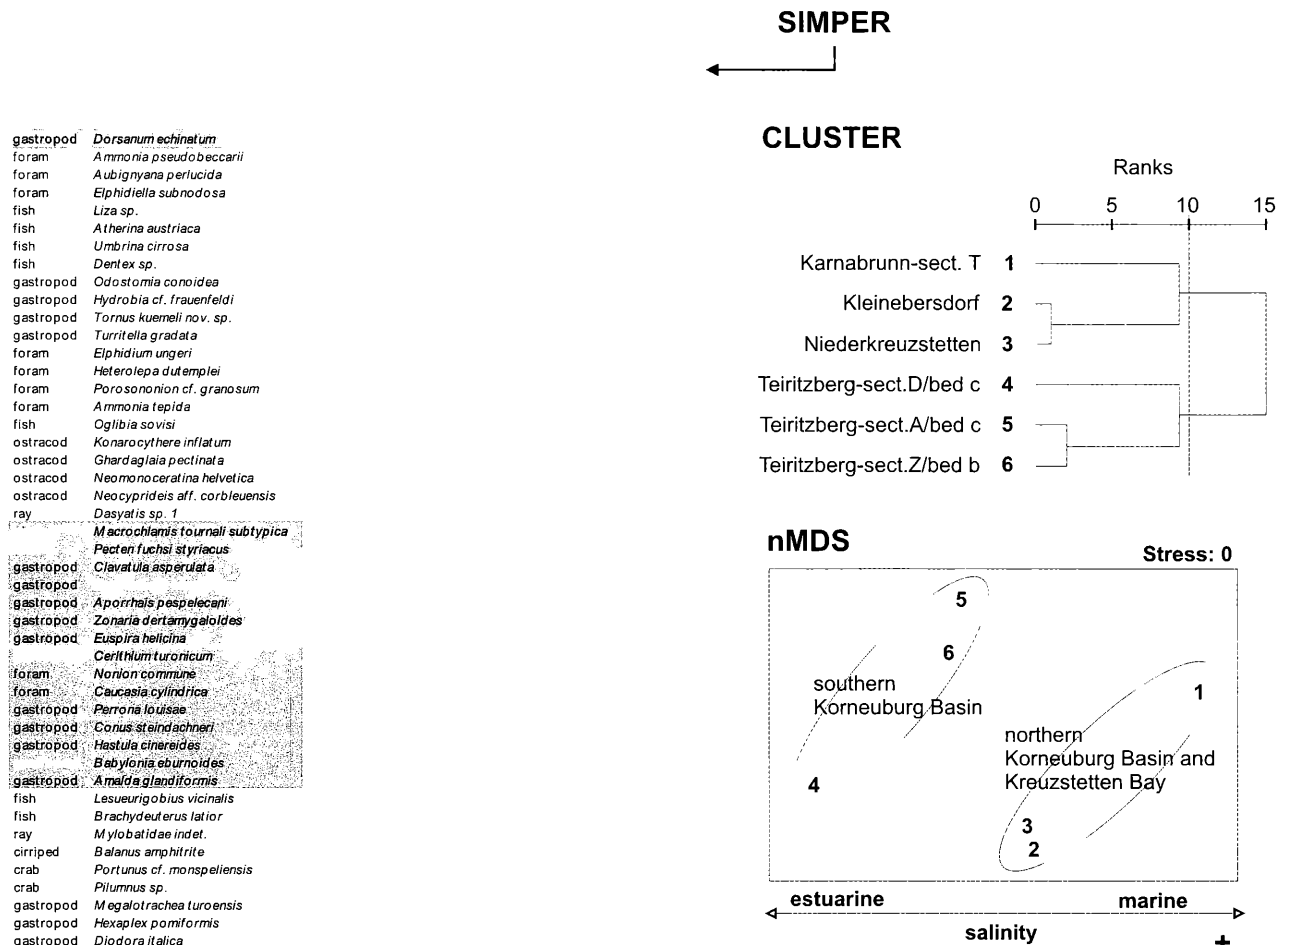 SIMPER
gastropod Dorsanum echinatum
foram Ammonia pseudobeccarii
foram Aubignyana perlucida
foram Elphidiella subnodosa
fish Liza sp.
fish Atherina austriaca
fish Umbrina cirrosa
fish Dentex sp.
gastropod Odostomia conoidea
gastropod Hydrobia cf. frauenfeldi
gastropod Tornus kuemeli nov. sp.
gastropod Turritella gradata
foram Elphidium ungeri
foram Heterolepa dutemplei
foram Porosononion cf. granosum
foram Ammonia tepida
fish Oglibia sovisi
ostracod Konarocythere inflatum
ostracod Ghardaglaia pectinata
ostracod Neomonoceratina helvetica
ostracod Neocyprideis aff. corbleuensis
ray Dasyatis sp. 1
Macrochlamis tournali subtypica
Pecten fuchsi styriacus
gastropod Clavatula asperulata
gastropod
gastropod Aporrhais pespelecani
gastropod Zonaria dertamygaloides
gastropod Euspira helicina
Cerithium turonicum
foram Nonion commune
foram Caucasia cylindrica
gastropod Perrona louisae
gastropod Conus steindachneri
gastropod Hastula cinereides
Babylonia eburnoides
gastropod Amalda glandiformis
fish Lesueurigobius vicinalis
fish Brachydeuterus latior
ray Mylobatidae indet.
cirriped Balanus amphitrite
crab Portunus cf. monspeliensis
crab Pilumnus sp.
gastropod Megalotrachea turoensis
gastropod Hexaplex pomiformis
gastropod Diodora italica
CLUSTER
Ranks
0 5 10 15
Karnabrunn-sect. T 1
Kleinebersdorf 2
Niederkreuzstetten 3
Teiritzberg-sect.D/bed c 4
Teiritzberg-sect.A/bed c 5
Teiritzberg-sect.Z/bed b 6
nMDS
Stress: 0
5
6
southern
Korneuburg Basin
1
northern
Korneuburg Basin and
Kreuzstetten Bay
4
3
2
estuarine marine
salinity
+